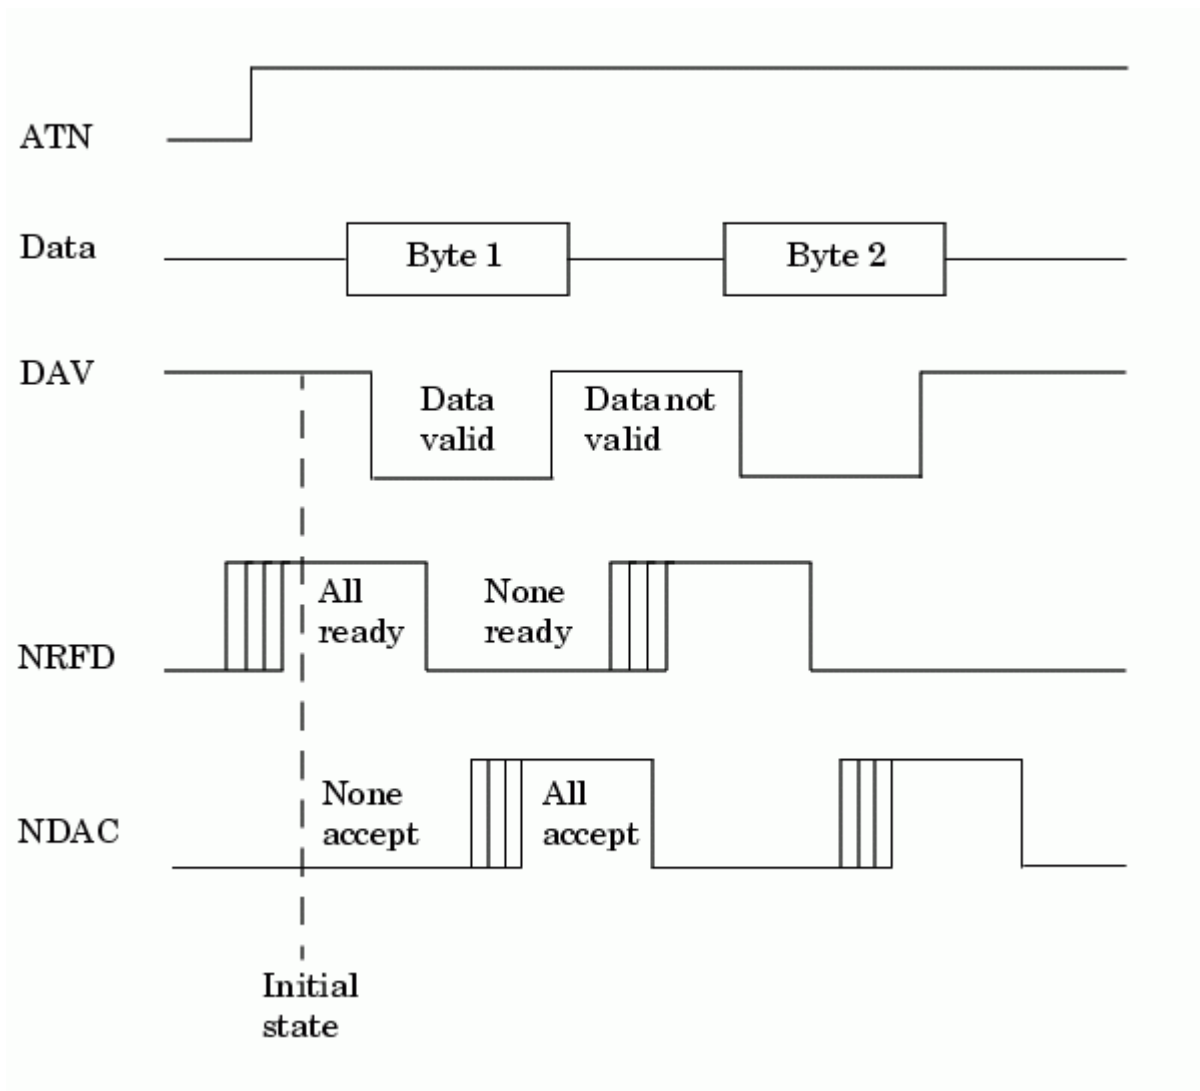 ATN
Data
Byte 1
Byte 2
DAV
Data
valid
Data not
valid
NRFD
All
ready
None
ready
NDAC
None
accept
All
accept
Initial
state